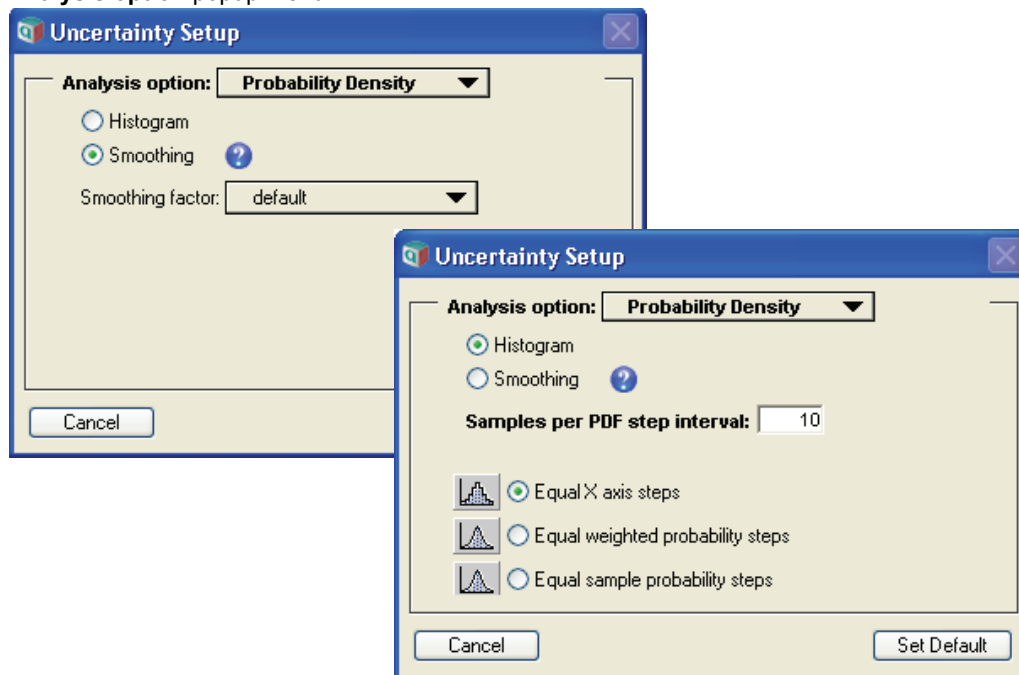 Uncertainty Setup
Analysis option: Probability Density
Histogram
Smoothing
Smoothing factor: default
Cancel
Uncertainty Setup
Analysis option: Probability Density
Histogram
Smoothing
Samples per PDF step interval: 10
Equal X axis steps
Equal weighted probability steps
Equal sample probability steps
Cancel
Set Default